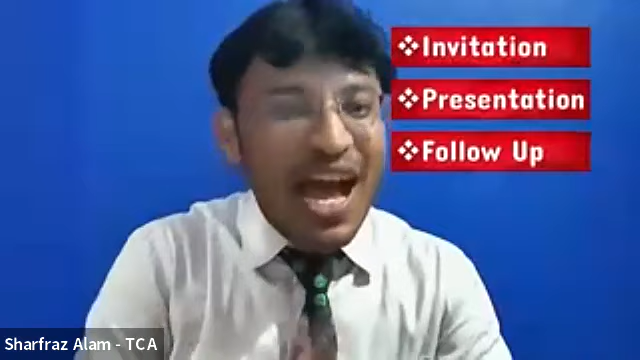 ❖Invitation
❖Presentation
❖Follow Up
Sharfraz Alam - TCA